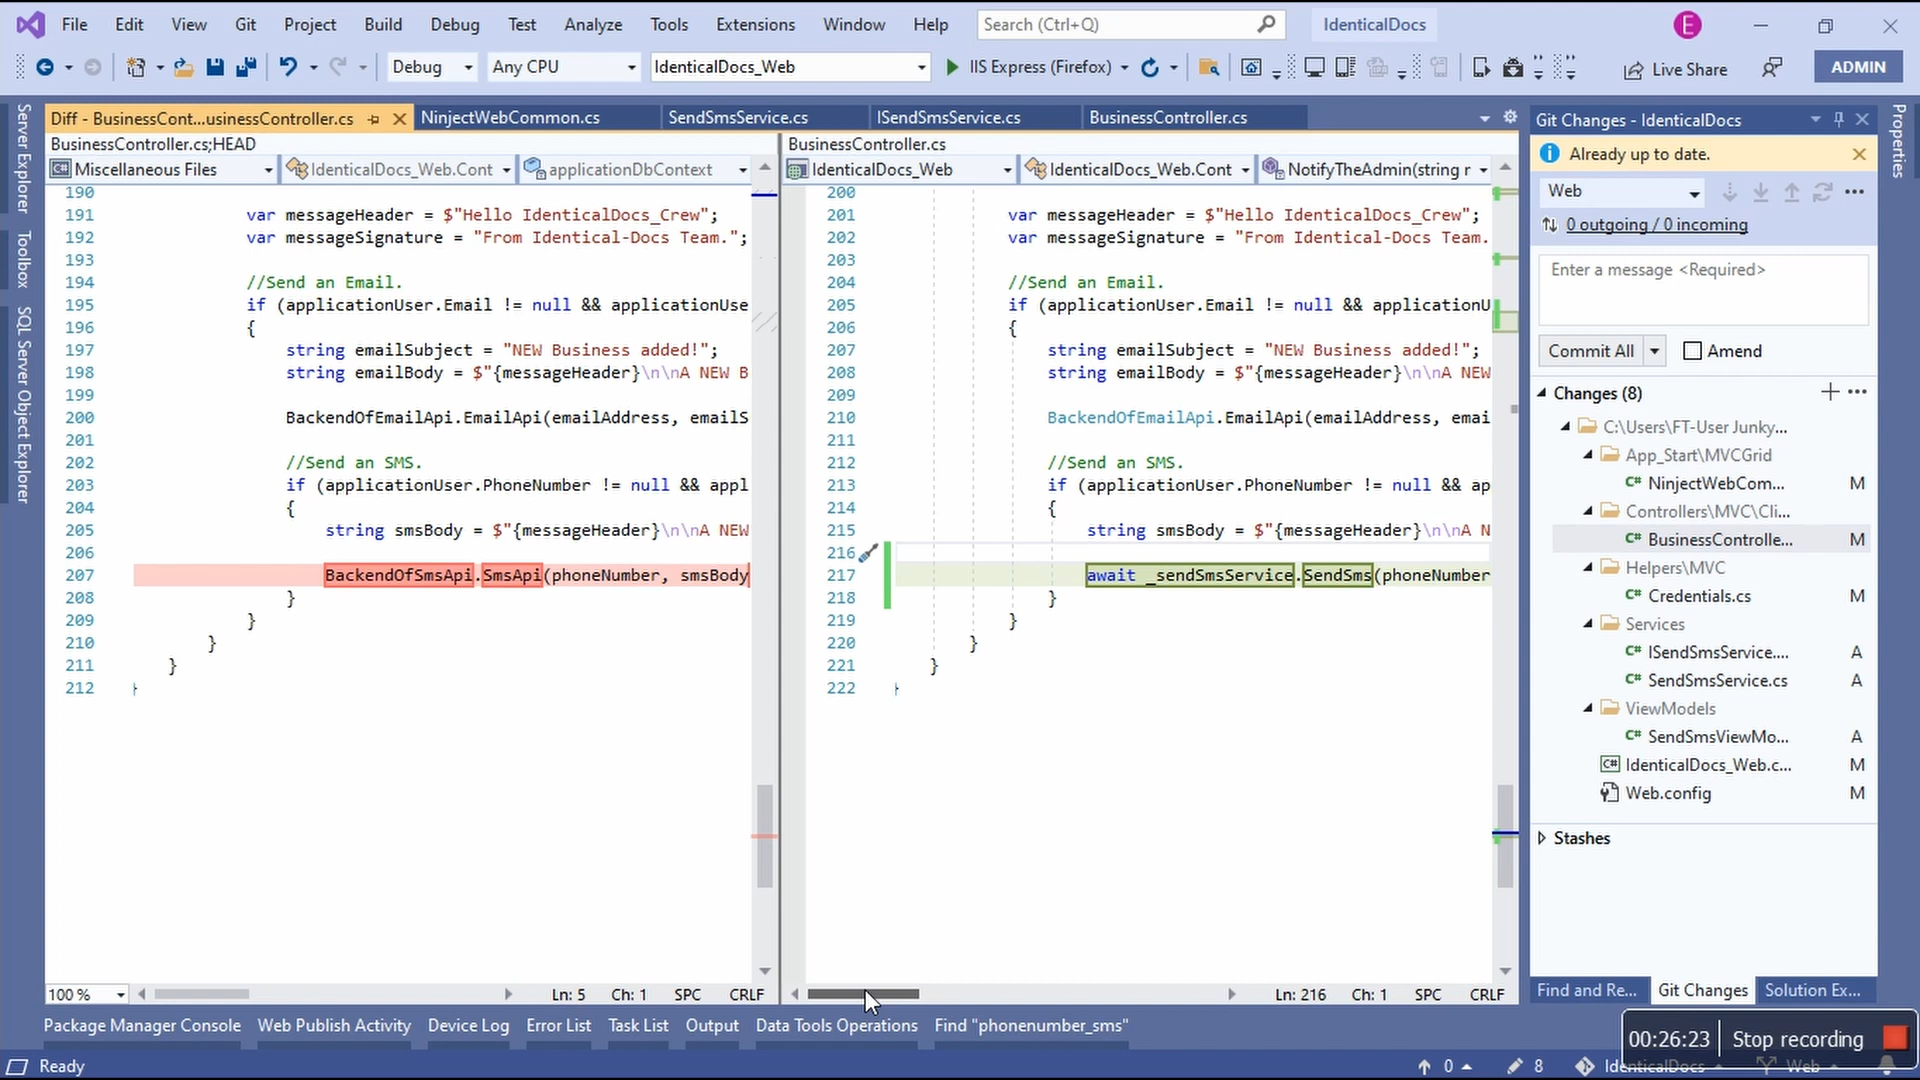 File Edit View Git Project Build Debug Test Analyze Tools Extensions Window Help Search (Ctrl+Q) IdenticalDocs E
Debug Any CPU IdenticalDocs_Web IIS Express (Firefox) Live Share ADMIN
Server Explorer
Toolbox
SQL Server Object Explorer
Diff - BusinessCont...usinessController.cs NinjectWebCommon.cs SendSmsService.cs ISendSmsService.cs BusinessController.cs
BusinessController.cs;HEAD
Miscellaneous Files IdenticalDocs_Web.Cont applicationDbContext
190
191 var messageHeader = $"Hello IdenticalDocs_Crew";
192 var messageSignature = "From Identical-Docs Team.";
193
194 //Send an Email.
195 if (applicationUser.Email != null && applicationUse
196 {
197 string emailSubject = "NEW Business added!";
198 string emailBody = $"{messageHeader}\n\nA NEW B
199
200 BackendOfEmailApi.EmailApi(emailAddress, emailS
201
202 //Send an SMS.
203 if (applicationUser.PhoneNumber != null && appl
204 {
205 string smsBody = $"{messageHeader}\n\nA NEW
206
207 BackendOfSmsApi.SmsApi(phoneNumber, smsBody
208 }
209 }
210 }
211 }
212
100 % Ln: 5 Ch: 1 SPC CRLF
BusinessController.cs
IdenticalDocs_Web IdenticalDocs_Web.Cont NotifyTheAdmin(string r
200
201 var messageHeader = $"Hello IdenticalDocs_Crew";
202 var messageSignature = "From Identical-Docs Team.
203
204 //Send an Email.
205 if (applicationUser.Email != null && applicationU
206 {
207 string emailSubject = "NEW Business added!";
208 string emailBody = $"{messageHeader}\n\nA NEW
209
210 BackendOfEmailApi.EmailApi(emailAddress, emai
211
212 //Send an SMS.
213 if (applicationUser.PhoneNumber != null && ap
214 {
215 string smsBody = $"{messageHeader}\n\nA N
216
217 await _sendSmsService.SendSms(phoneNumber
218 }
219 }
220 }
221 }
222
Ln: 216 Ch: 1 SPC CRLF
Git Changes - IdenticalDocs
Already up to date.
Web
0 outgoing / 0 incoming
Enter a message <Required>
Commit All Amend
Changes (8)
C:\Users\FT-User Junky...
App_Start\MVCGrid
C# NinjectWebCom... M
Controllers\MVC\Cli...
C# BusinessControlle... M
Helpers\MVC
C# Credentials.cs M
Services
C# ISendSmsService.... A
C# SendSmsService.cs A
ViewModels
C# SendSmsViewMo... A
C# IdenticalDocs_Web.c... M
Web.config M
Stashes
Find and Re... Git Changes Solution Ex...
Properties
Package Manager Console Web Publish Activity Device Log Error List Task List Output Data Tools Operations Find "phonenumber_sms"
00:26:23 Stop recording
Ready 0 8 IdenticalDocs Web